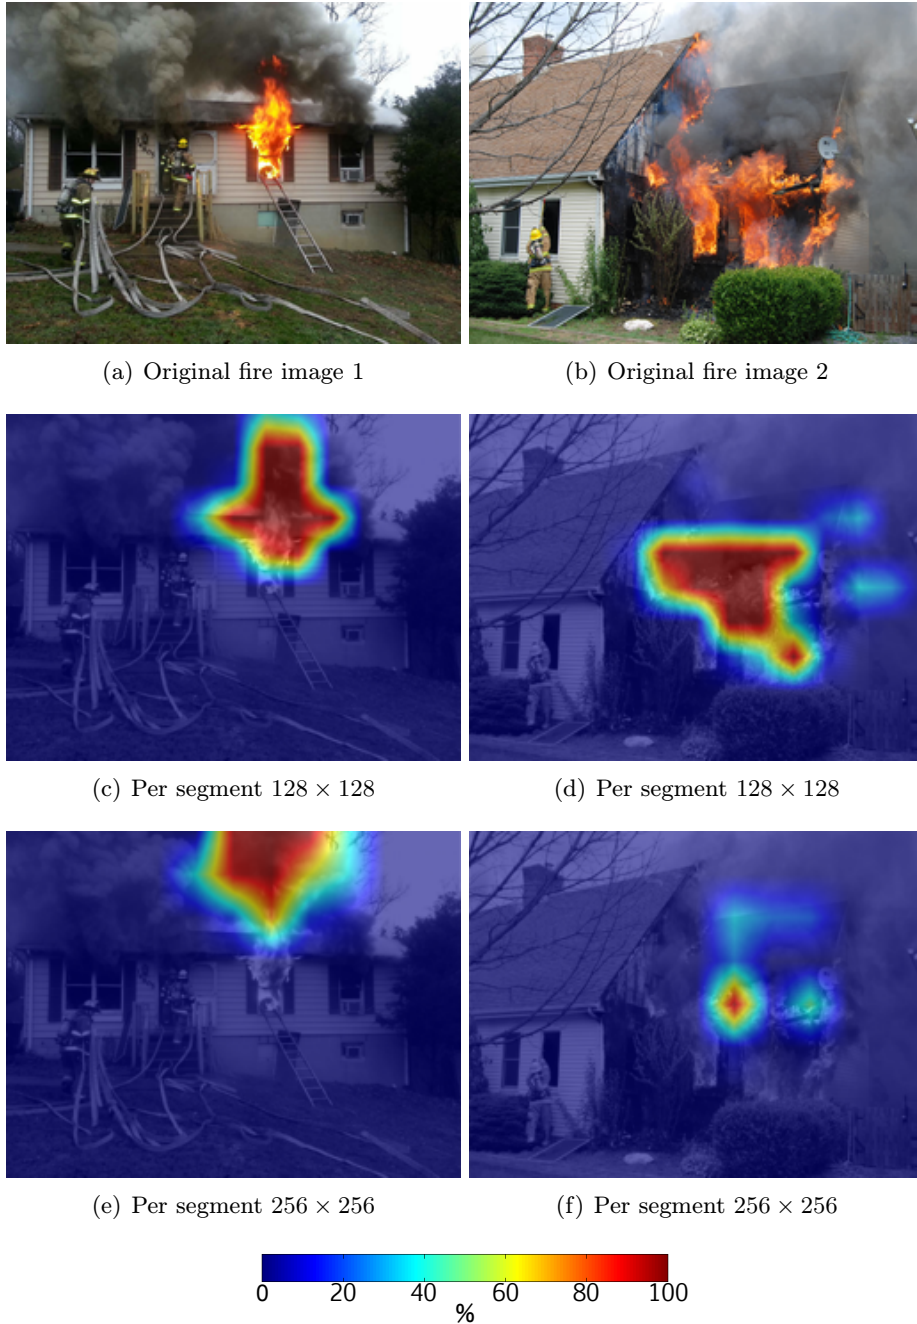 (a) Original fire image 1
(b) Original fire image 2
(c) Per segment 128 × 128
(d) Per segment 128 × 128
(e) Per segment 256 × 256
(f) Per segment 256 × 256
0 20 40 60 80 100
%